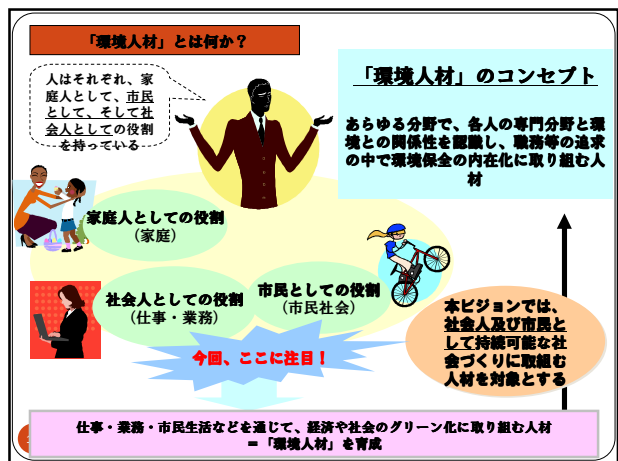 「環境人材」とは何か？
人はそれぞれ、家
庭人として、市民
として、そして社
会人としての役割
を持っている
「環境人材」のコンセプト
あらゆる分野で、各人の専門分野と環
境との関係性を認識し、職務等の追求
の中で環境保全の内在化に取り組む人
材
家庭人としての役割
（家庭）
社会人としての役割
（仕事・業務）
市民としての役割
（市民社会）
今回、ここに注目！
本ビジョンでは、
社会人及び市民と
して持続可能な社
会づくりに取組む
人材を対象とする
仕事・業務・市民生活などを通じて、経済や社会のグリーン化に取り組む人材
＝「環境人材」を育成